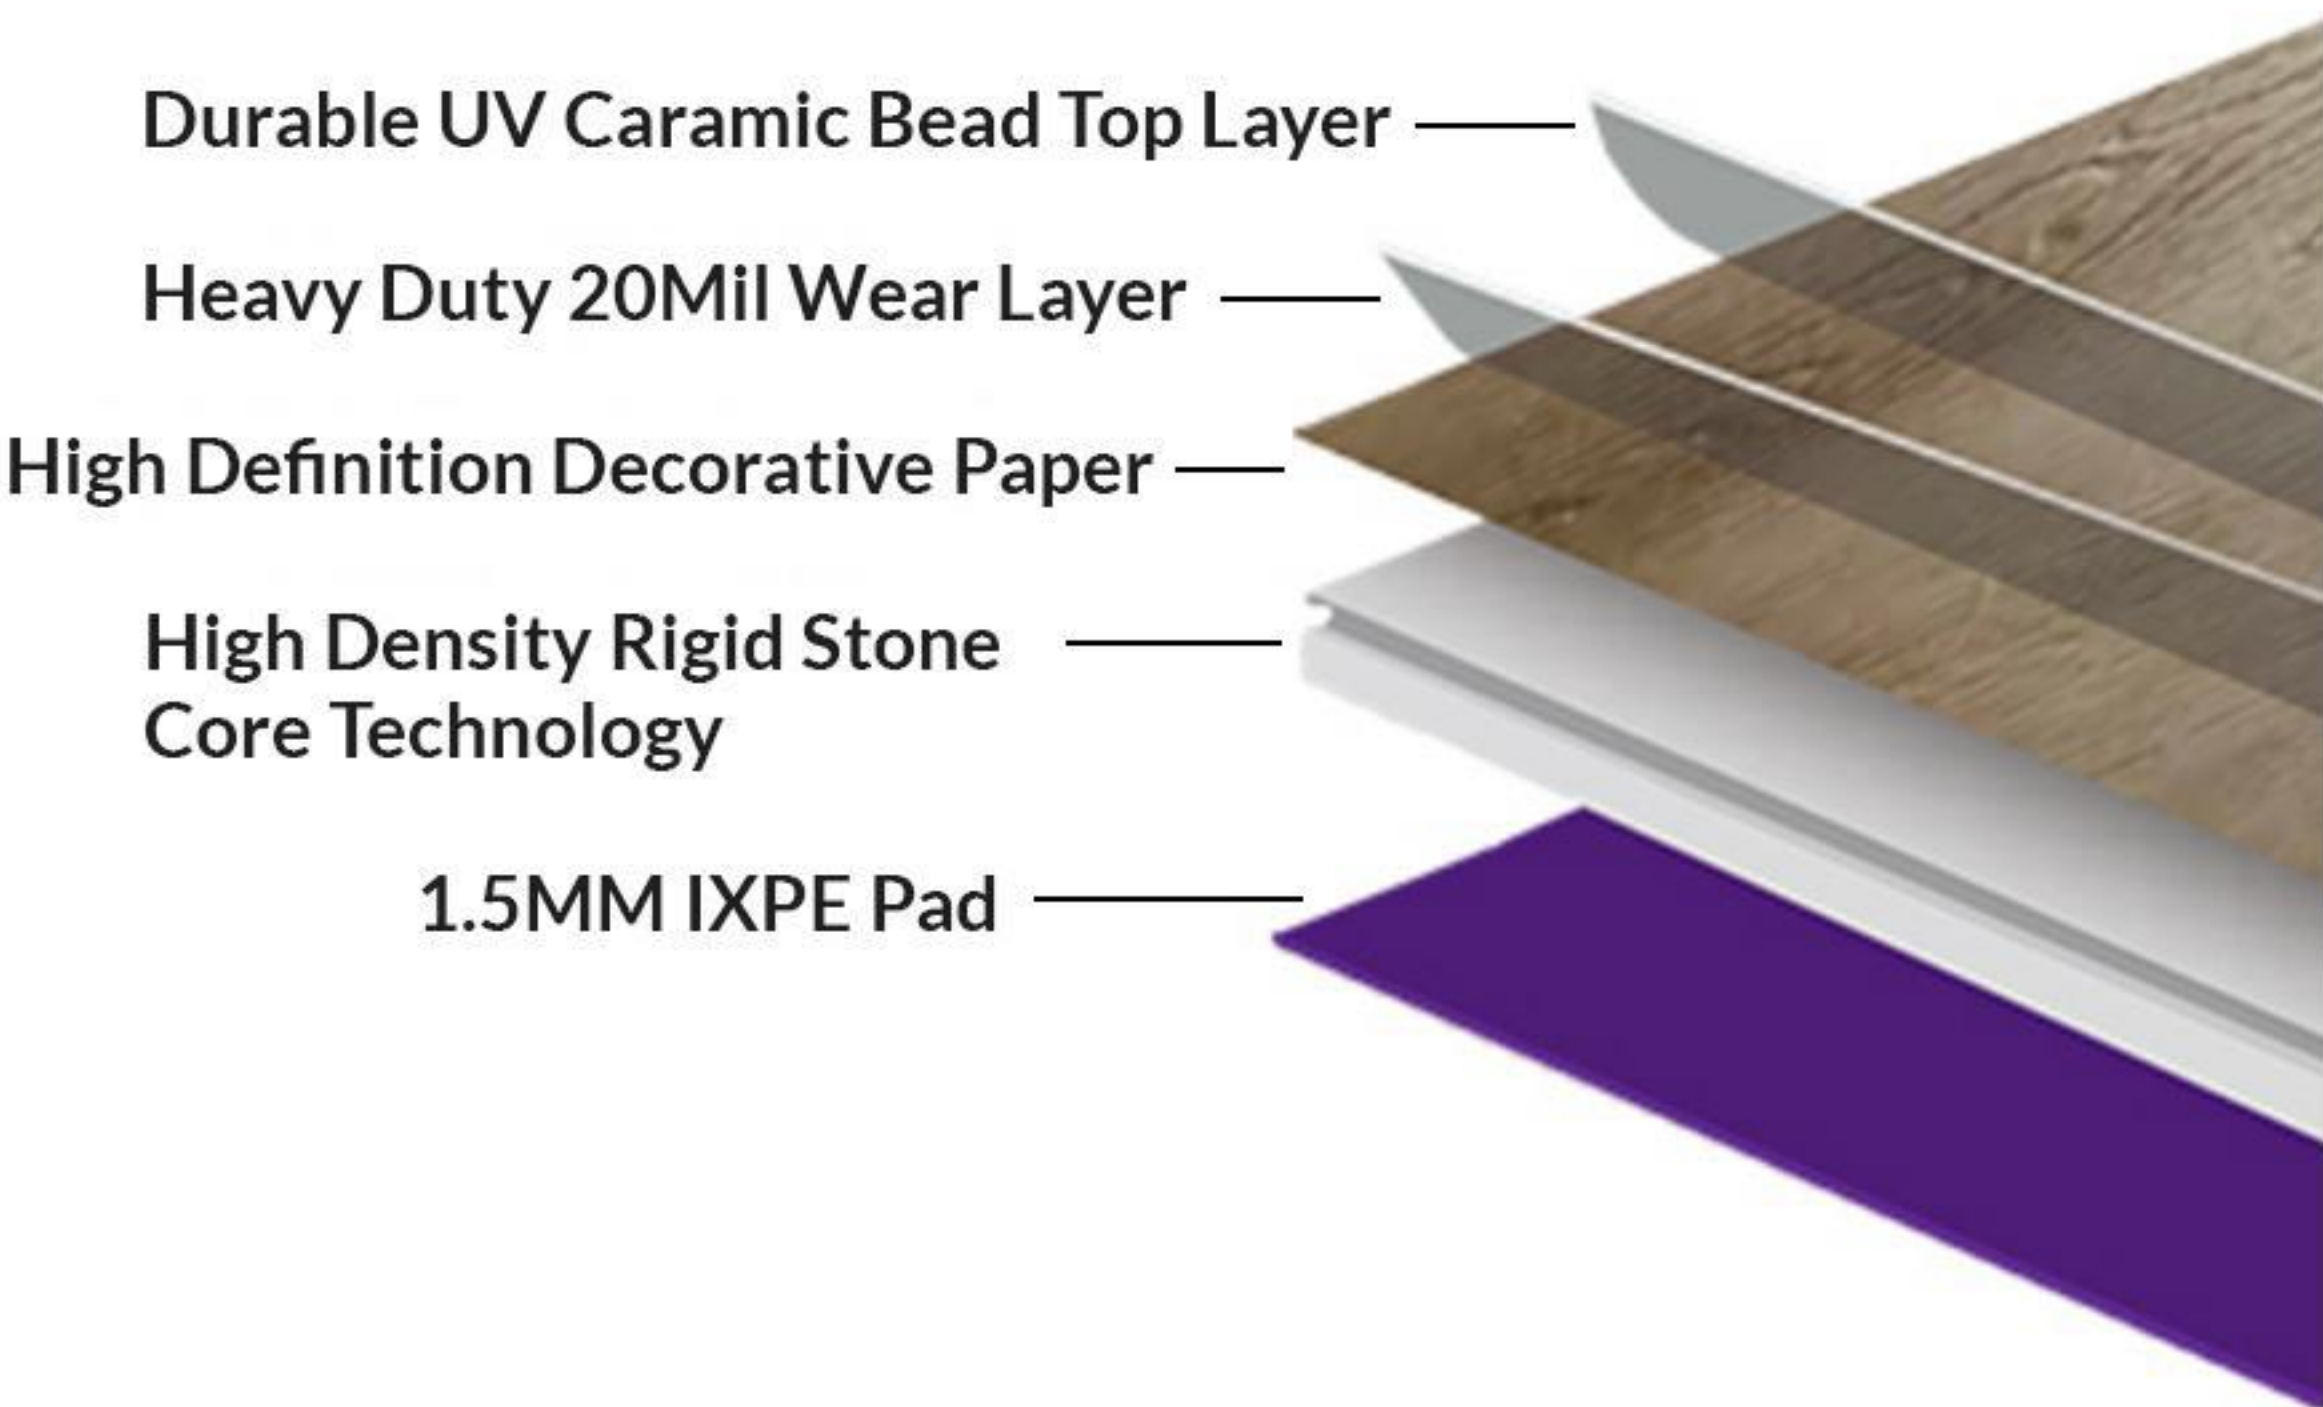 Durable UV Caramic Bead Top Layer
Heavy Duty 20Mil Wear Layer
High Definition Decorative Paper
High Density Rigid Stone
Core Technology
1.5MM IXPE Pad